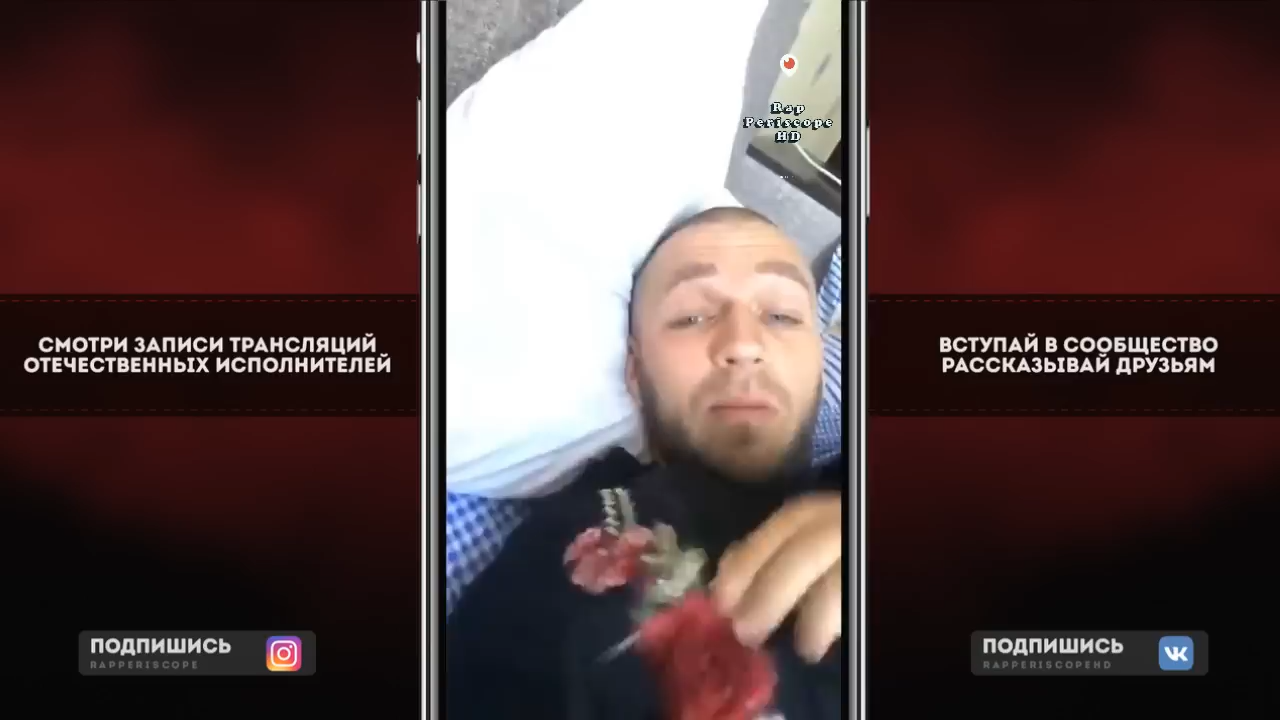 Rap
Periscope
HD
СМОТРИ ЗАПИСИ ТРАНСЛЯЦИЙ
ОТЕЧЕСТВЕННЫХ ИСПОЛНИТЕЛЕЙ
ВСТУПАЙ В СООБЩЕСТВО
РАССКАЗЫВАЙ ДРУЗЬЯМ
ПОДПИШИСЬ
RAPPERISCOPE
ПОДПИШИСЬ
RAPPERISCOPEHD